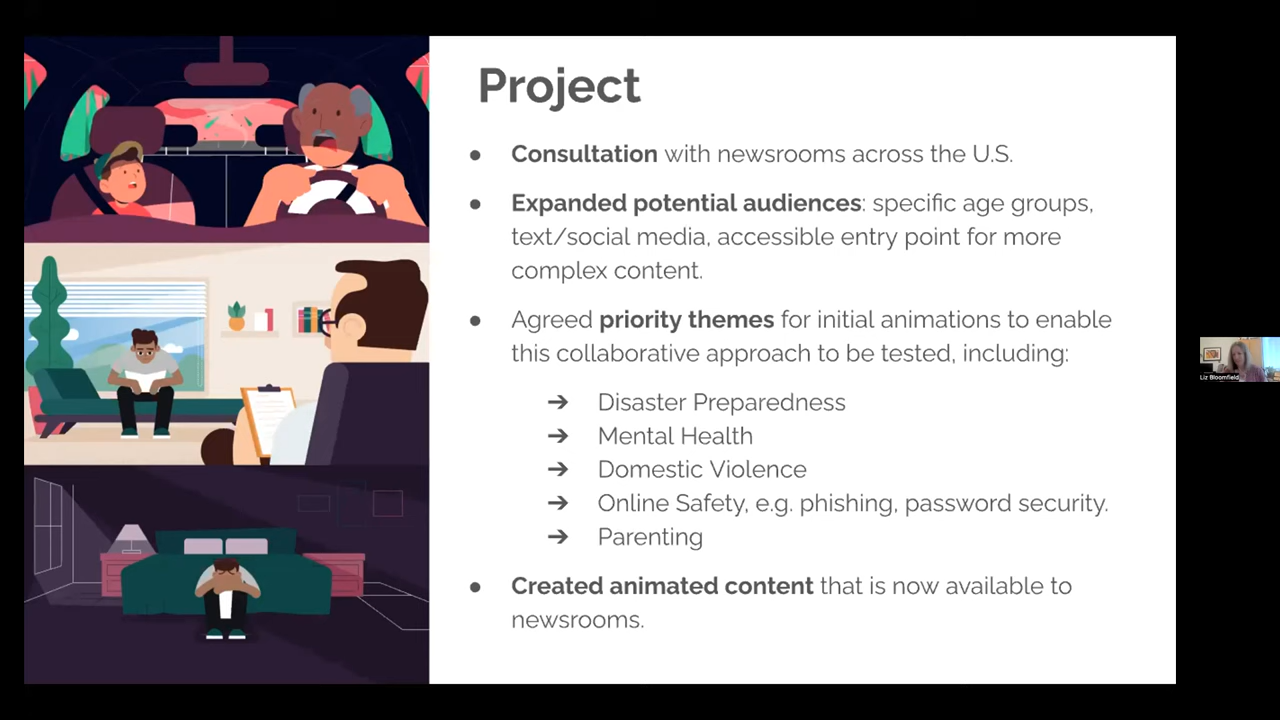 Project
● Consultation with newsrooms across the U.S.
● Expanded potential audiences: specific age groups,
text/social media, accessible entry point for more
complex content.
● Agreed priority themes for initial animations to enable
this collaborative approach to be tested, including:
➔ Disaster Preparedness
➔ Mental Health
➔ Domestic Violence
➔ Online Safety, e.g. phishing, password security.
➔ Parenting
● Created animated content that is now available to
newsrooms.
Liz Bloomfield